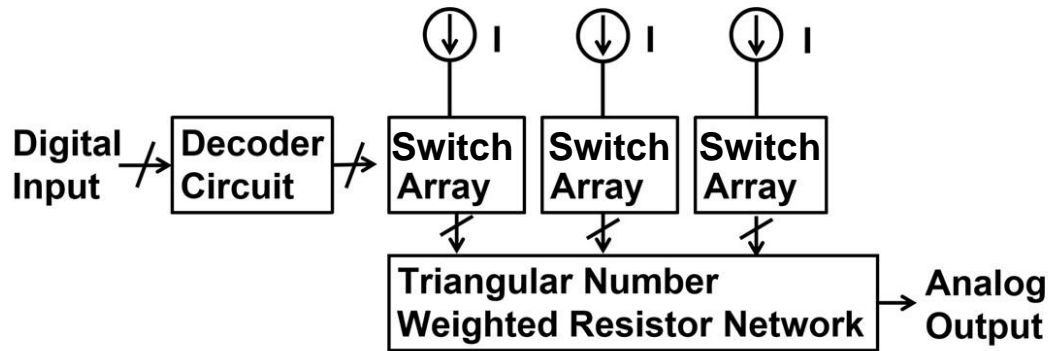 I
I
I
Digital
Input
Decoder
Circuit
Switch
Array
Switch
Array
Switch
Array
Triangular Number
Weighted Resistor Network
Analog
Output